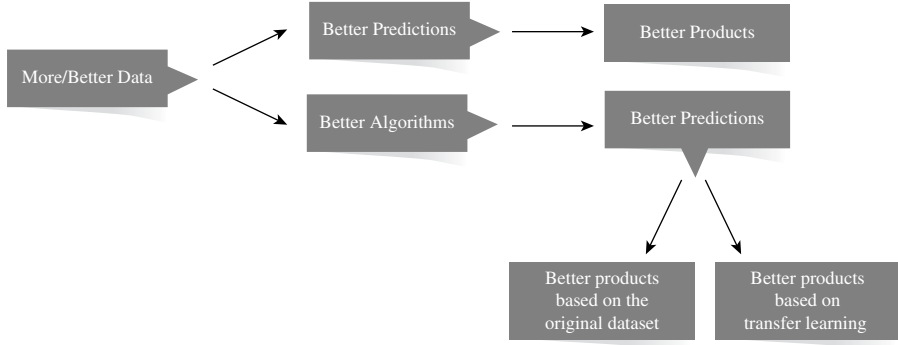 Better Predictions
Better Products
More/Better Data
Better Algorithms
Better Predictions
Better products
based on the
original dataset
Better products
based on
transfer learning